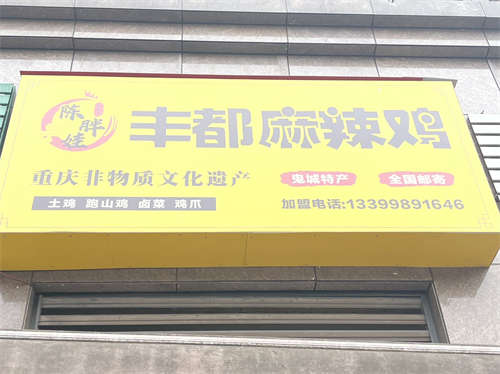 陈胖娃
丰都麻辣鸡
重庆非物质文化遗产
鬼城特产 全国邮寄
土鸡 跑山鸡 卤菜 鸡爪
加盟电话:13399891646